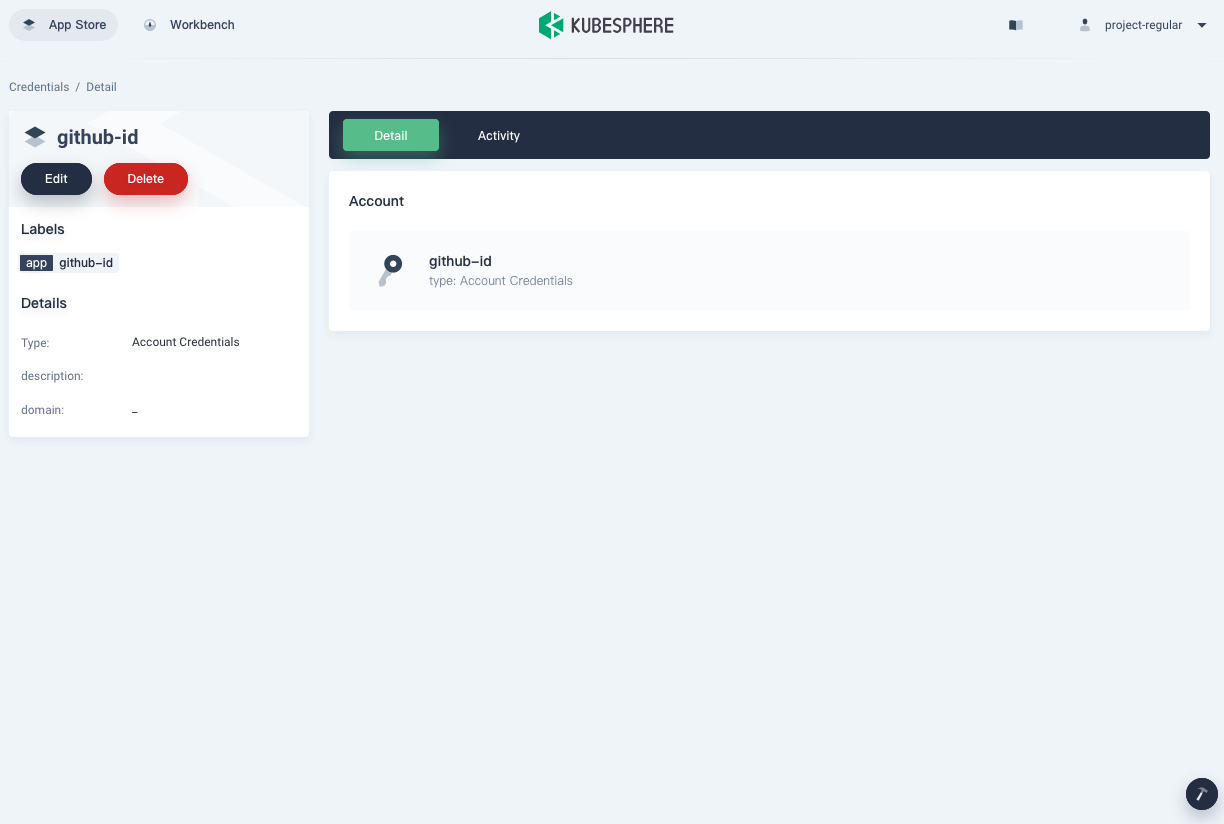 App Store
Workbench
KUBESPHERE
project-regular
Credentials / Detail
github-id
Edit
Delete
Labels
app github-id
Details
Type: Account Credentials
description:
domain: –
Detail
Activity
Account
github-id
type: Account Credentials